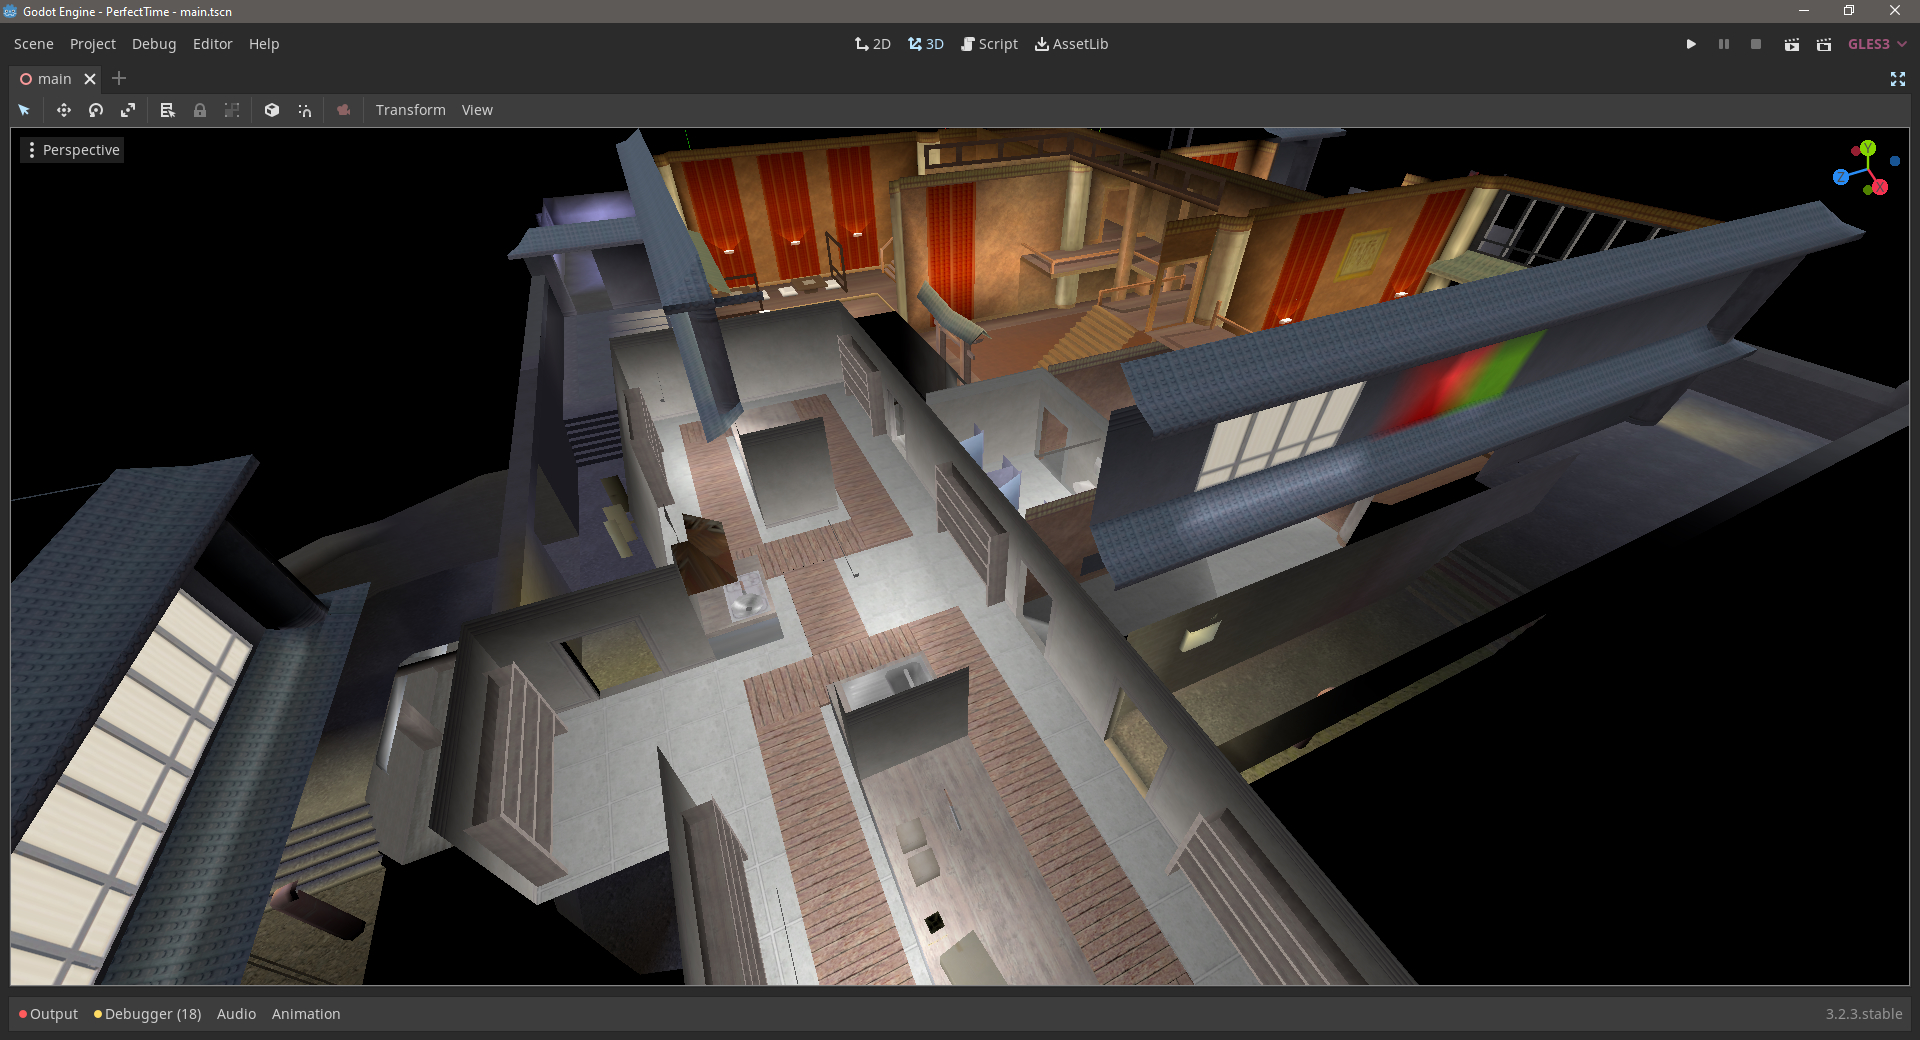 Godot Engine - PerfectTime - main.tscn
Scene Project Debug Editor Help
2D 3D Script AssetLib
GLES3
main
Transform View
Perspective
Y
Z
X
Output Debugger (18) Audio Animation
3.2.3.stable